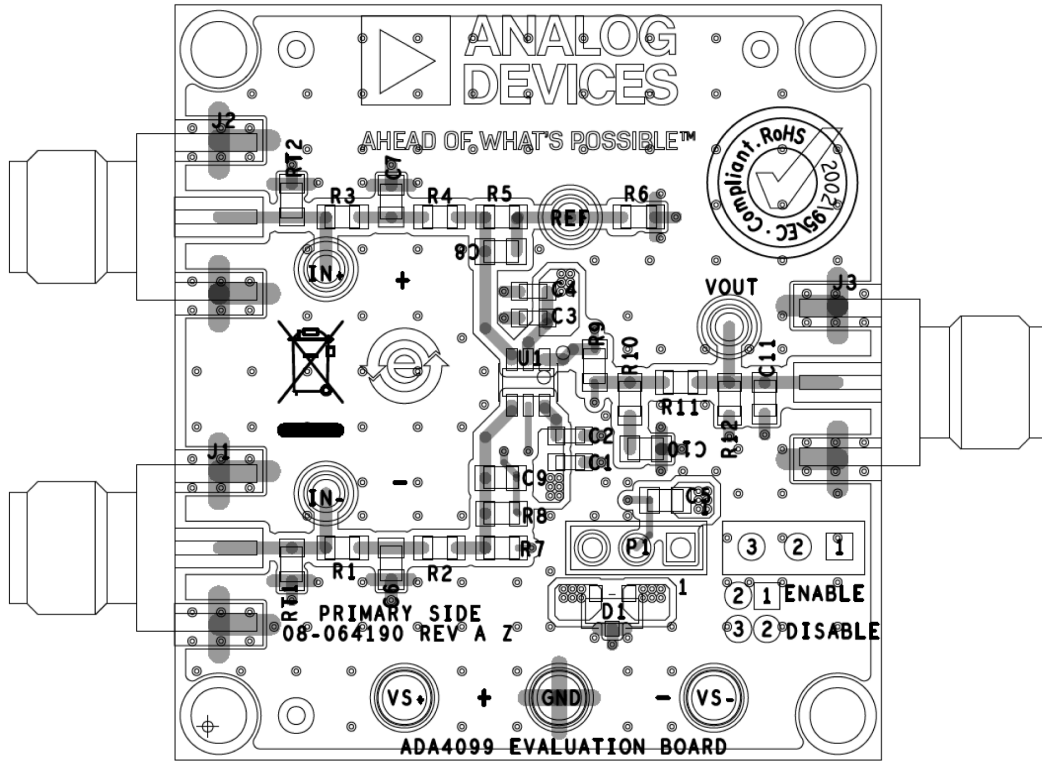 ANALOG
DEVICES
AHEAD OF WHAT'S POSSIBLE™
Compliant·RoHS 2002\95\EC·
J2
RT2
C7
R3
R4
R5
REF
R6
C8
IN+
+
C4
C3
VOUT
J3
U1
R9
R10
C11
R11
R12
C2
C1
C10
J1
IN-
-
C9
R8
C5
R7
P1
3
2
1
R1
R2
RT1
C6
D1
1
2 1 ENABLE
3 2 DISABLE
PRIMARY SIDE
08-064190 REV A Z
VS+ + GND - VS-
ADA4099 EVALUATION BOARD